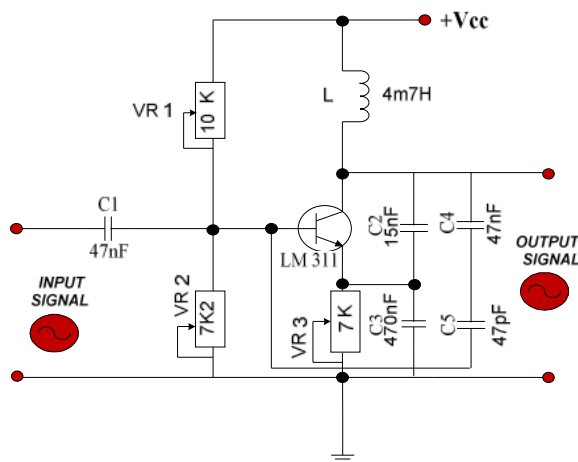 +Vcc
VR 1
10 K
L
4m7H
C1
47nF
C2
15nF
C4
47nF
LM 311
INPUT
SIGNAL
VR 2
7K2
VR 3
7 K
C3
470nF
C5
47pF
OUTPUT
SIGNAL